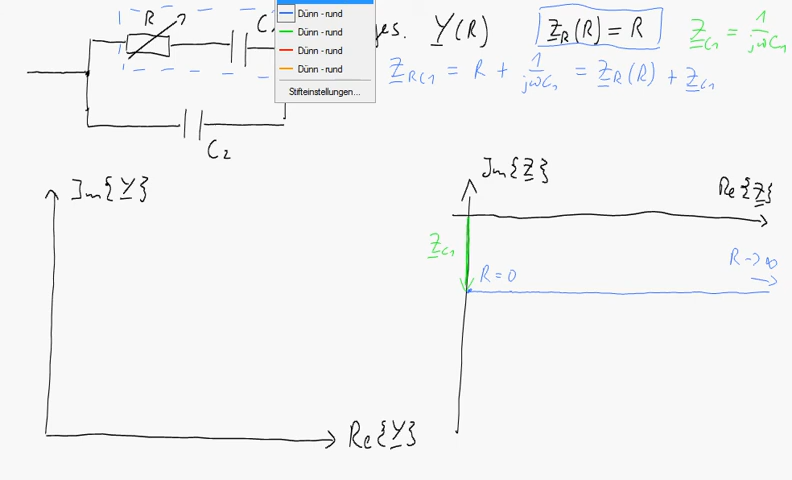 R
C
Dünn - rund
Dünn - rund
Dünn - rund
Dünn - rund
Stifteinstellungen...
ges. Y(R)
Z_R(R) = R
Z_C1 = 1/jωC₁
Z_RC1 = R + 1/jωC₁ = Z_R(R) + Z_C1
C₂
Im{Y}
Re{Y}
Im{Z}
Re{Z}
Z_C1
R = 0
R → ∞